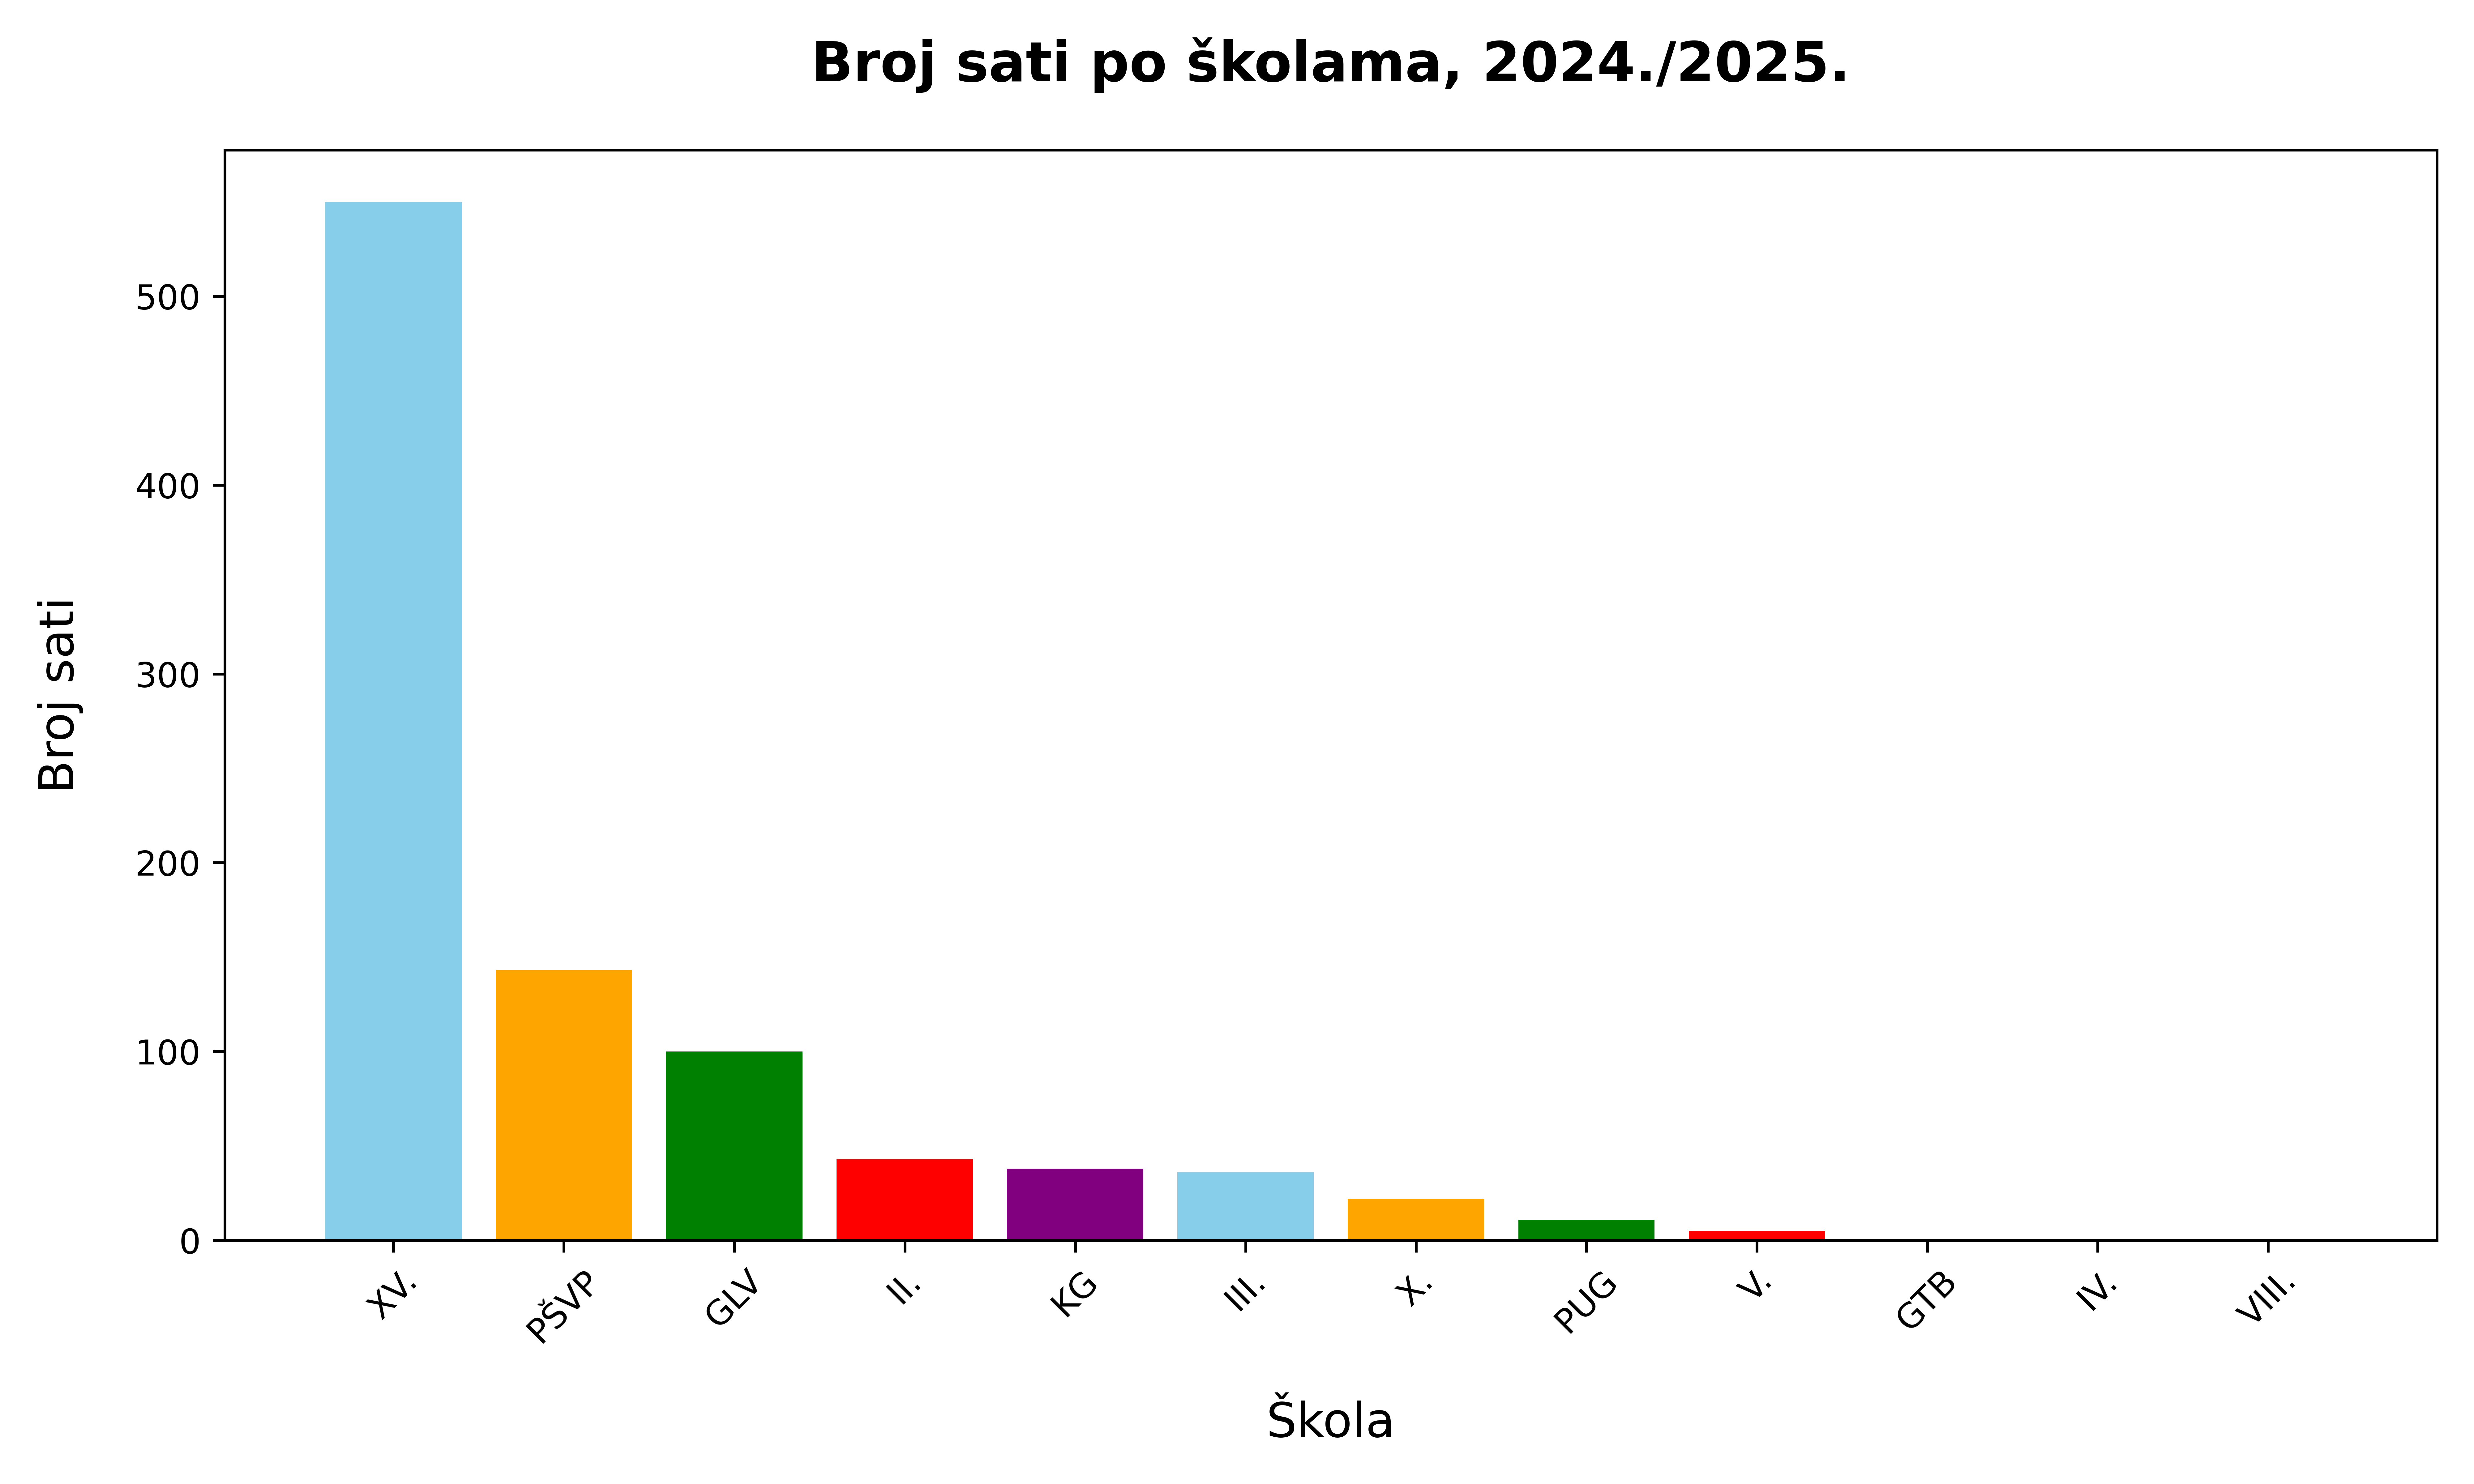 Broj sati po školama, 2024./2025.
Broj sati
500
400
300
200
100
0
XV.
PŠVP
GLV
II.
KG
III.
X.
PUG
V.
GTB
IV.
VIII.
Škola